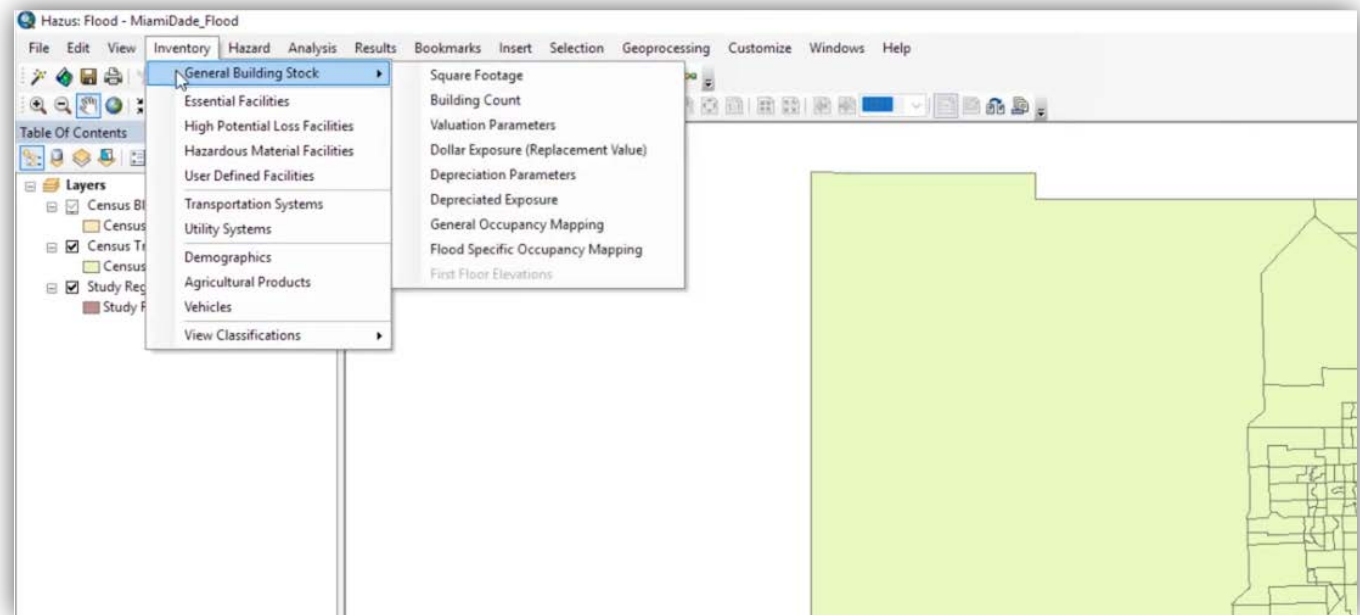 Hazus: Flood - MiamiDade_Flood
File Edit View Inventory Hazard Analysis Results Bookmarks Insert Selection Geoprocessing Customize Windows Help
General Building Stock
Essential Facilities
High Potential Loss Facilities
Hazardous Material Facilities
User Defined Facilities
Transportation Systems
Utility Systems
Demographics
Agricultural Products
Vehicles
View Classifications
Square Footage
Building Count
Valuation Parameters
Dollar Exposure (Replacement Value)
Depreciation Parameters
Depreciated Exposure
General Occupancy Mapping
Flood Specific Occupancy Mapping
First Floor Elevations
Table Of Contents
Layers
Census Bl
Census
Census Tr
Census
Study Reg
Study